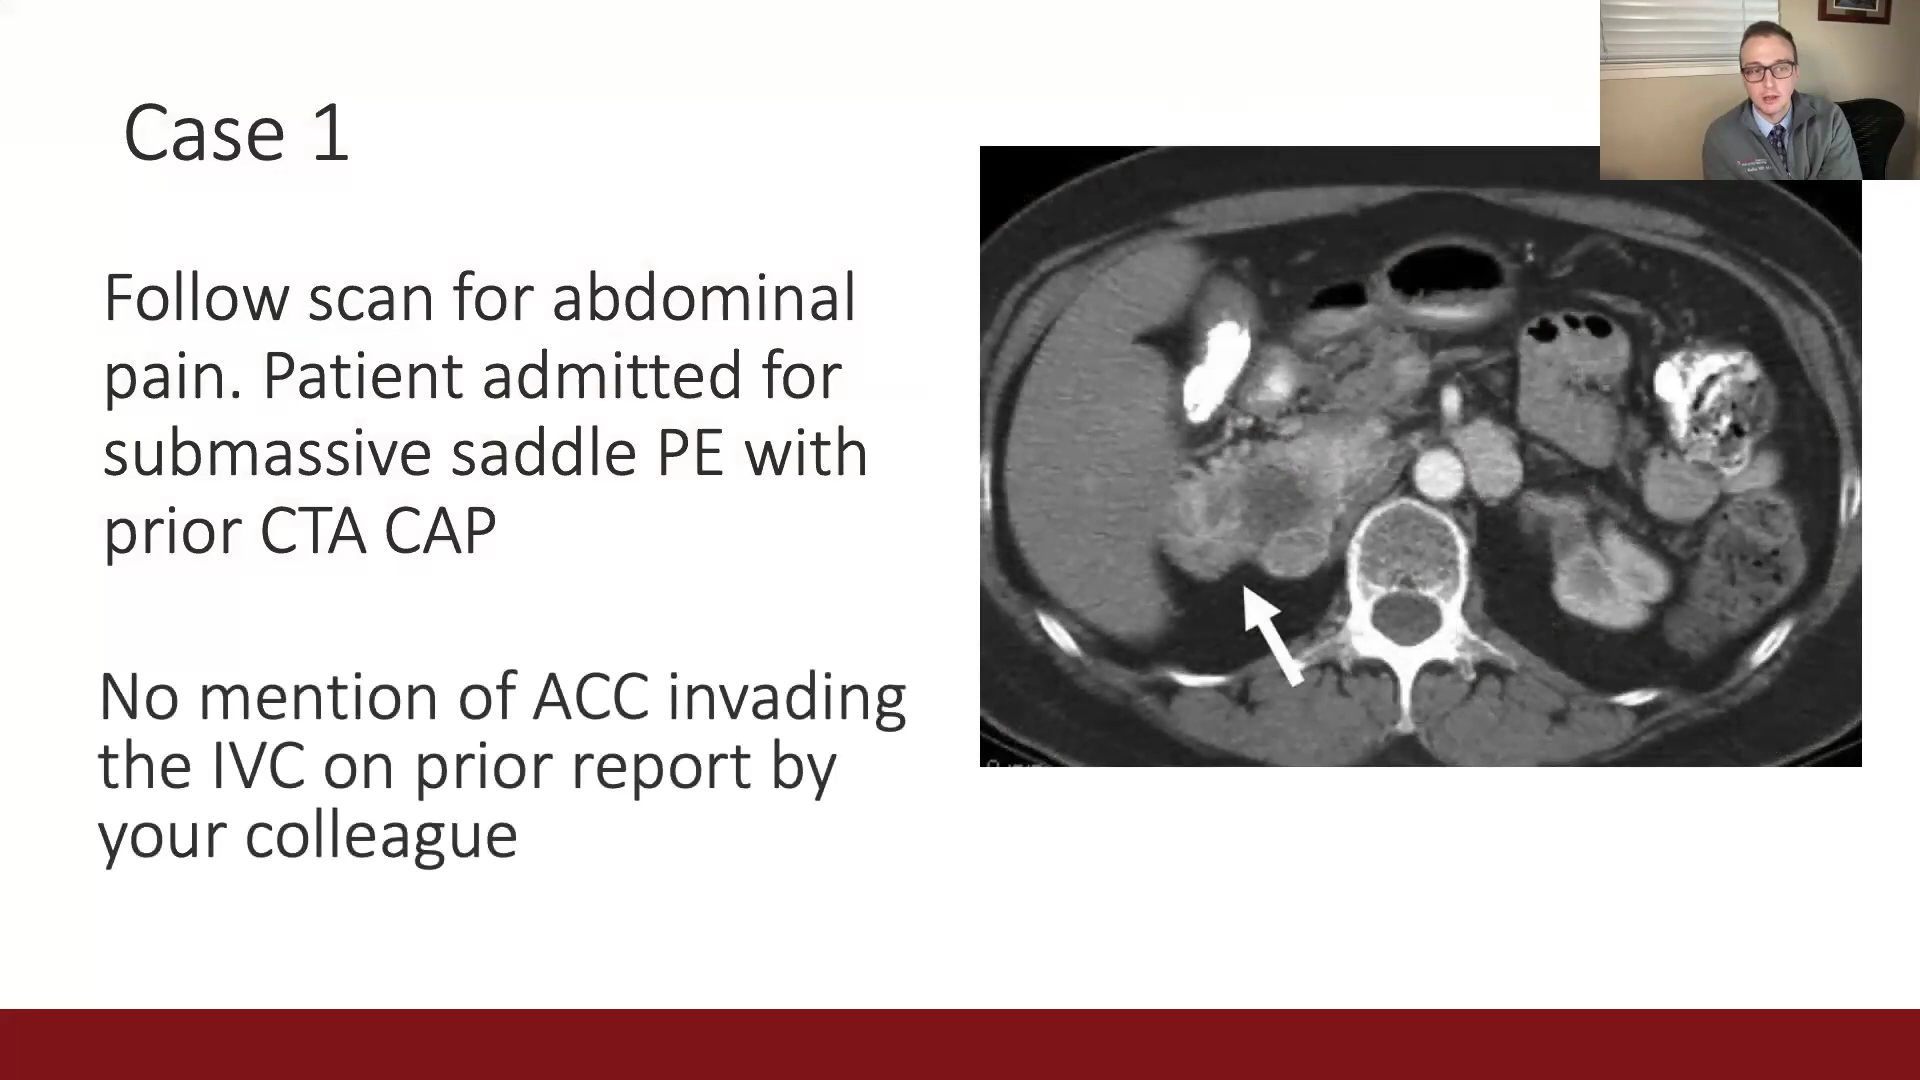 Case 1
Follow scan for abdominal
pain. Patient admitted for
submassive saddle PE with
prior CTA CAP
No mention of ACC invading
the IVC on prior report by
your colleague